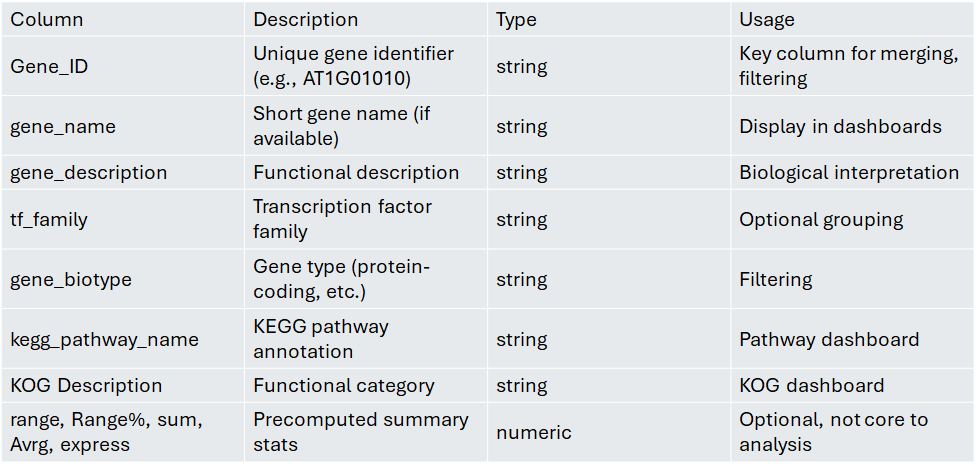 Column Description Type Usage
Gene_ID Unique gene identifier (e.g., AT1G01010) string Key column for merging, filtering
gene_name Short gene name (if available) string Display in dashboards
gene_description Functional description string Biological interpretation
tf_family Transcription factor family string Optional grouping
gene_biotype Gene type (protein-coding, etc.) string Filtering
kegg_pathway_name KEGG pathway annotation string Pathway dashboard
KOG Description Functional category string KOG dashboard
range, Range%, sum, Avrg, express Precomputed summary stats numeric Optional, not core to analysis